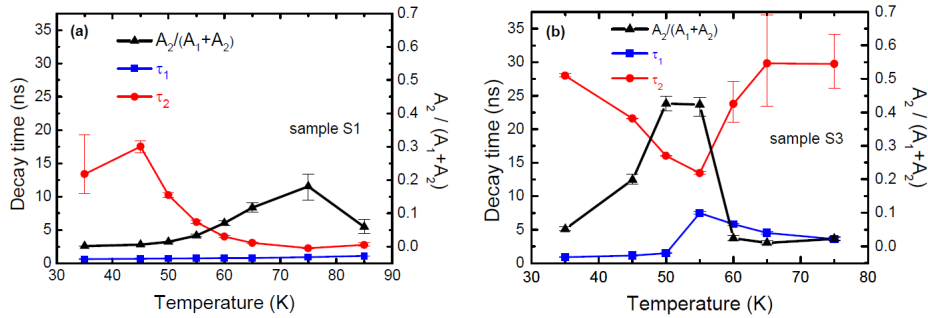 (a)
A2/(A1+A2)
τ1
τ2
sample S1
Decay time (ns)
35
30
25
20
15
10
5
0
0.7
0.6
0.5
0.4
0.3
0.2
0.1
0.0
A2 / (A1+A2)
30 40 50 60 70 80 90
Temperature (K)
(b)
A2/(A1+A2)
τ1
τ2
sample S3
Decay time (ns)
35
30
25
20
15
10
5
0
0.7
0.6
0.5
0.4
0.3
0.2
0.1
0.0
A2 / (A1+A2)
30 40 50 60 70 80
Temperature (K)